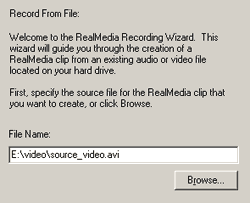 Record From File:
Welcome to the RealMedia Recording Wizard. This
wizard will guide you through the creation of a
RealMedia clip from an existing audio or video file
located on your hard drive.
First, specify the source file for the RealMedia clip that
you want to create, or click Browse.
File Name:
E:\video\source_video.avi
Browse...